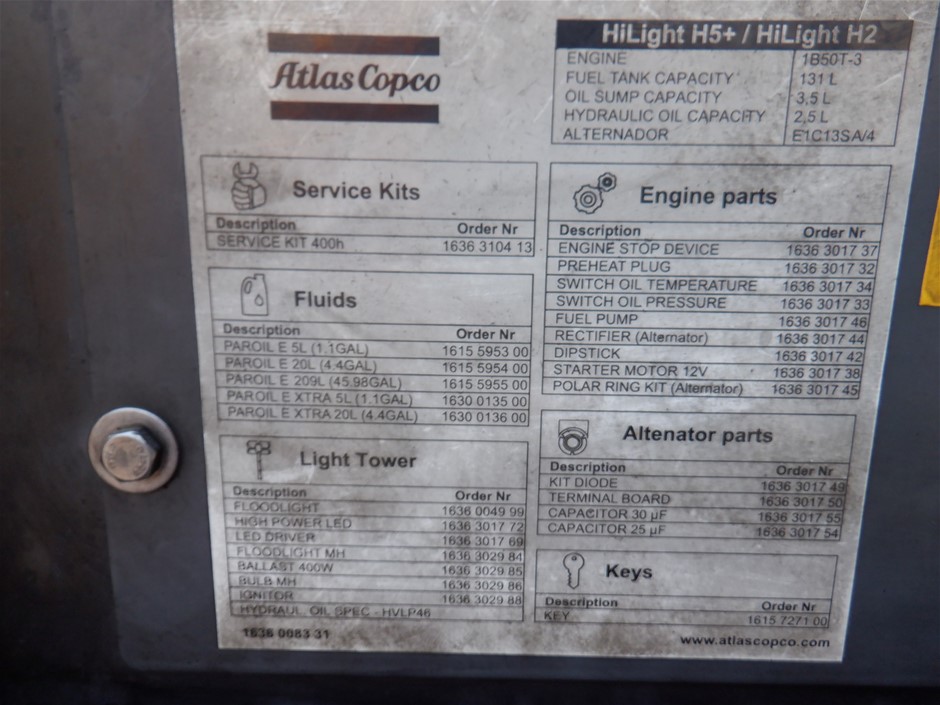 Atlas Copco
HiLight H5+ / HiLight H2
ENGINE 1B50T-3
FUEL TANK CAPACITY 131 L
OIL SUMP CAPACITY 3,5 L
HYDRAULIC OIL CAPACITY 2,5 L
ALTERNADOR E1C13SA/4
Service Kits
Description Order Nr
SERVICE KIT 400h 1636 3104 13
Fluids
Description Order Nr
PAROIL E 5L (1.1GAL) 1615 5953 00
PAROIL E 20L (4.4GAL) 1615 5954 00
PAROIL E 209L (45.98GAL) 1615 5955 00
PAROIL E XTRA 5L (1.1GAL) 1630 0135 00
PAROIL E XTRA 20L (4.4GAL) 1630 0136 00
Light Tower
Description Order Nr
FLOODLIGHT 1636 0049 99
HIGH POWER LED 1636 3017 72
LED DRIVER 1636 3017 69
FLOODLIGHT MH 1636 3029 84
BALLAST 400W 1636 3029 85
BULB MH 1636 3029 86
IGNITOR 1636 3029 88
HYDRAUL. OIL SPEC - HVLP46
1636 0083 31
Engine parts
Description Order Nr
ENGINE STOP DEVICE 1636 3017 37
PREHEAT PLUG 1636 3017 32
SWITCH OIL TEMPERATURE 1636 3017 34
SWITCH OIL PRESSURE 1636 3017 33
FUEL PUMP 1636 3017 46
RECTIFIER (Alternator) 1636 3017 44
DIPSTICK 1636 3017 42
STARTER MOTOR 12V 1636 3017 38
POLAR RING KIT (Alternator) 1636 3017 45
Altenator parts
Description Order Nr
KIT DIODE 1636 3017 49
TERMINAL BOARD 1636 3017 50
CAPACITOR 30 µF 1636 3017 55
CAPACITOR 25 µF 1636 3017 54
Keys
Description Order Nr
KEY 1615 7271 00
www.atlascopco.com